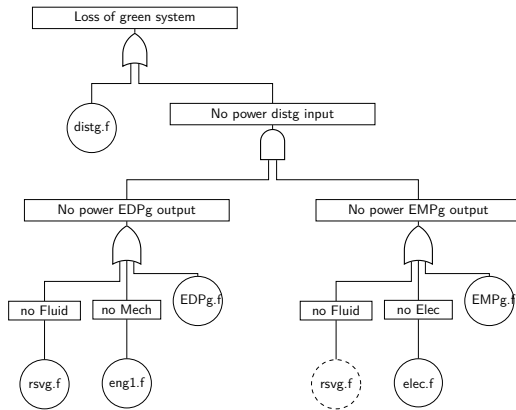 Loss of green system
distg.f
No power distg input
No power EDPg output
No power EMPg output
no Fluid
no Mech
EDPg.f
no Fluid
no Elec
EMPg.f
rsvg.f
eng1.f
rsvg.f
elec.f